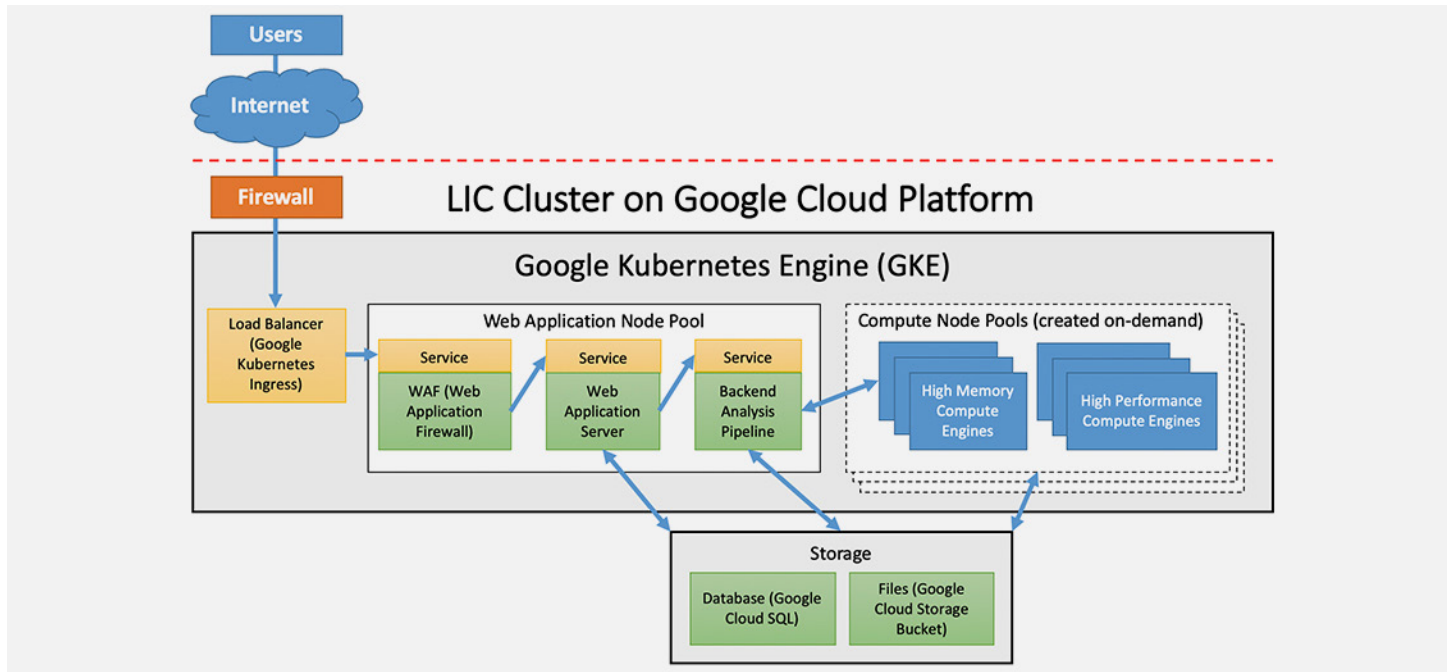 Users
Internet
Firewall
LIC Cluster on Google Cloud Platform
Google Kubernetes Engine (GKE)
Load Balancer
(Google
Kubernetes
Ingress)
Web Application Node Pool
Service
WAF (Web
Application
Firewall)
Service
Web
Application
Server
Service
Backend
Analysis
Pipeline
Compute Node Pools (created on-demand)
High Memory
Compute
Engines
High Performance
Compute Engines
Storage
Database (Google
Cloud SQL)
Files (Google
Cloud Storage
Bucket)